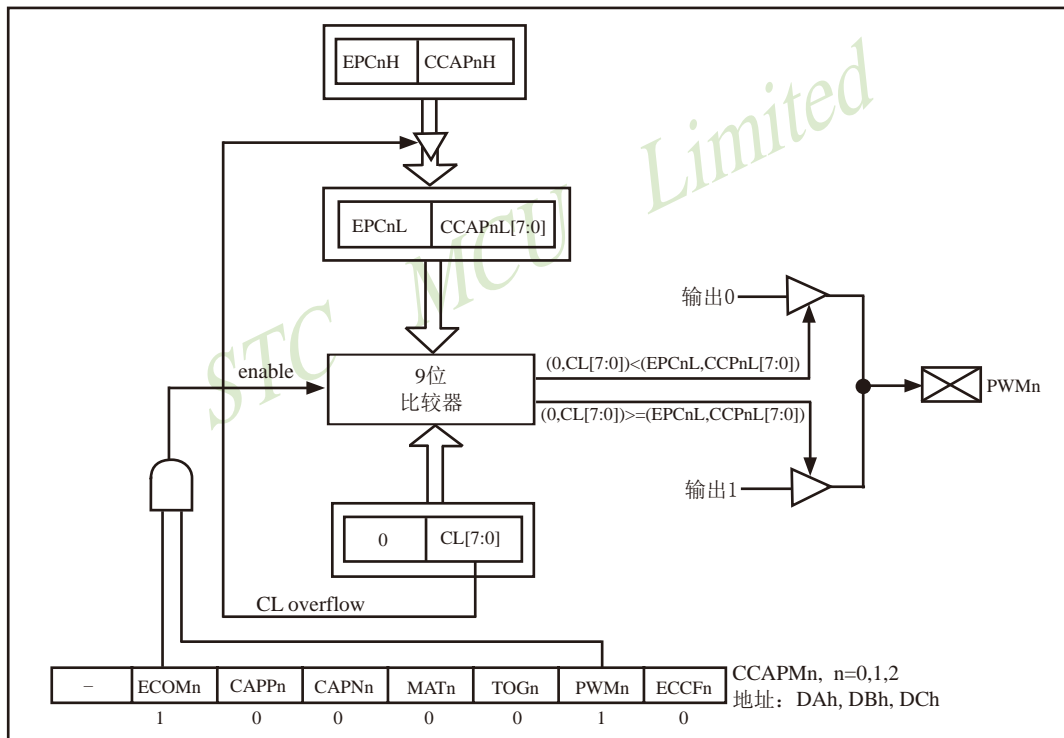 EPCnH CCAPnH
STC MCU Limited
EPCnL CCAPnL[7:0]
输出0
(0,CL[7:0])<(EPCnL,CCPnL[7:0])
enable
9位
比较器
PWMn
(0,CL[7:0])>=(EPCnL,CCPnL[7:0])
输出1
0 CL[7:0]
CL overflow
– ECOMn CAPPn CAPNn MATn TOGn PWMn ECCFn
CCAPMn, n=0,1,2
地址：DAh, DBh, DCh
1 0 0 0 0 1 0